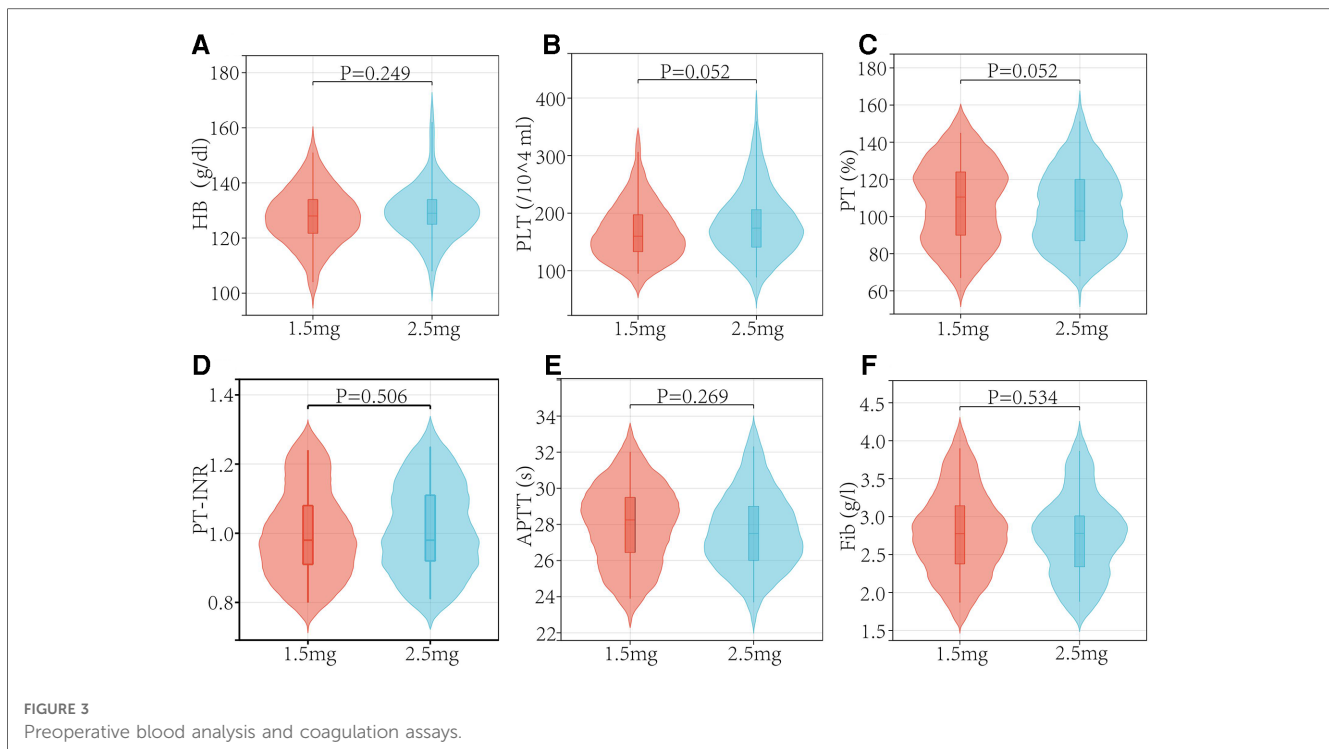 A
P=0.249
HB (g/dl)
180
160
140
120
100
1.5mg
2.5mg
B
P=0.052
PLT (/10^4 ml)
400
300
200
100
1.5mg
2.5mg
C
P=0.052
PT (%)
180
160
140
120
100
80
60
1.5mg
2.5mg
D
P=0.506
PT-INR
1.4
1.2
1.0
0.8
1.5mg
2.5mg
E
P=0.269
APTT (s)
34
32
30
28
26
24
22
1.5mg
2.5mg
F
P=0.534
Fib (g/l)
4.5
4.0
3.5
3.0
2.5
2.0
1.5
1.5mg
2.5mg
FIGURE 3
Preoperative blood analysis and coagulation assays.